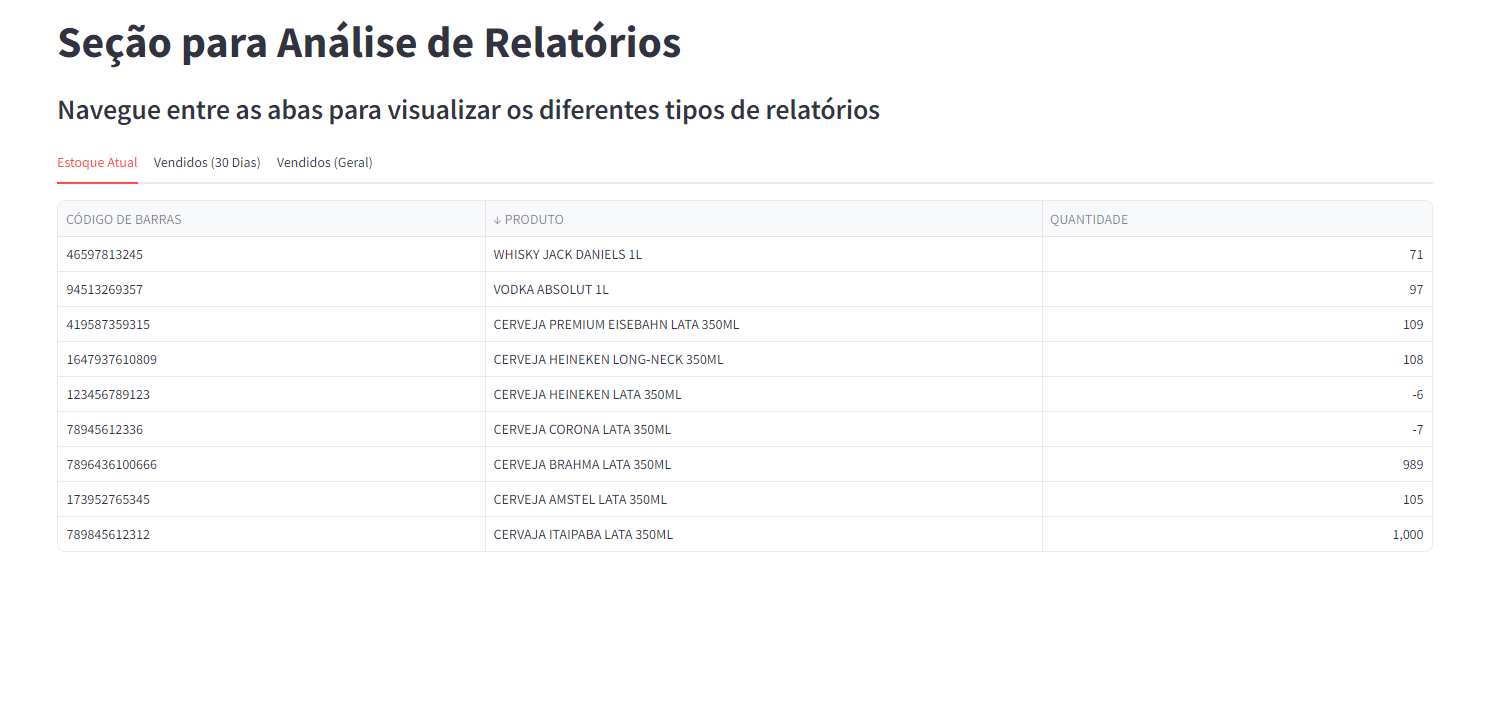 Seção para Análise de Relatórios
Navegue entre as abas para visualizar os diferentes tipos de relatórios
Estoque Atual Vendidos (30 Dias) Vendidos (Geral)
CÓDIGO DE BARRAS ↓ PRODUTO QUANTIDADE
46597813245 WHISKY JACK DANIELS 1L 71
94513269357 VODKA ABSOLUT 1L 97
419587359315 CERVEJA PREMIUM EISEBAHN LATA 350ML 109
1647937610809 CERVEJA HEINEKEN LONG-NECK 350ML 108
123456789123 CERVEJA HEINEKEN LATA 350ML -6
78945612336 CERVEJA CORONA LATA 350ML -7
7896436100666 CERVEJA BRAHMA LATA 350ML 989
173952765345 CERVEJA AMSTEL LATA 350ML 105
789845612312 CERVAJA ITAIPABA LATA 350ML 1,000